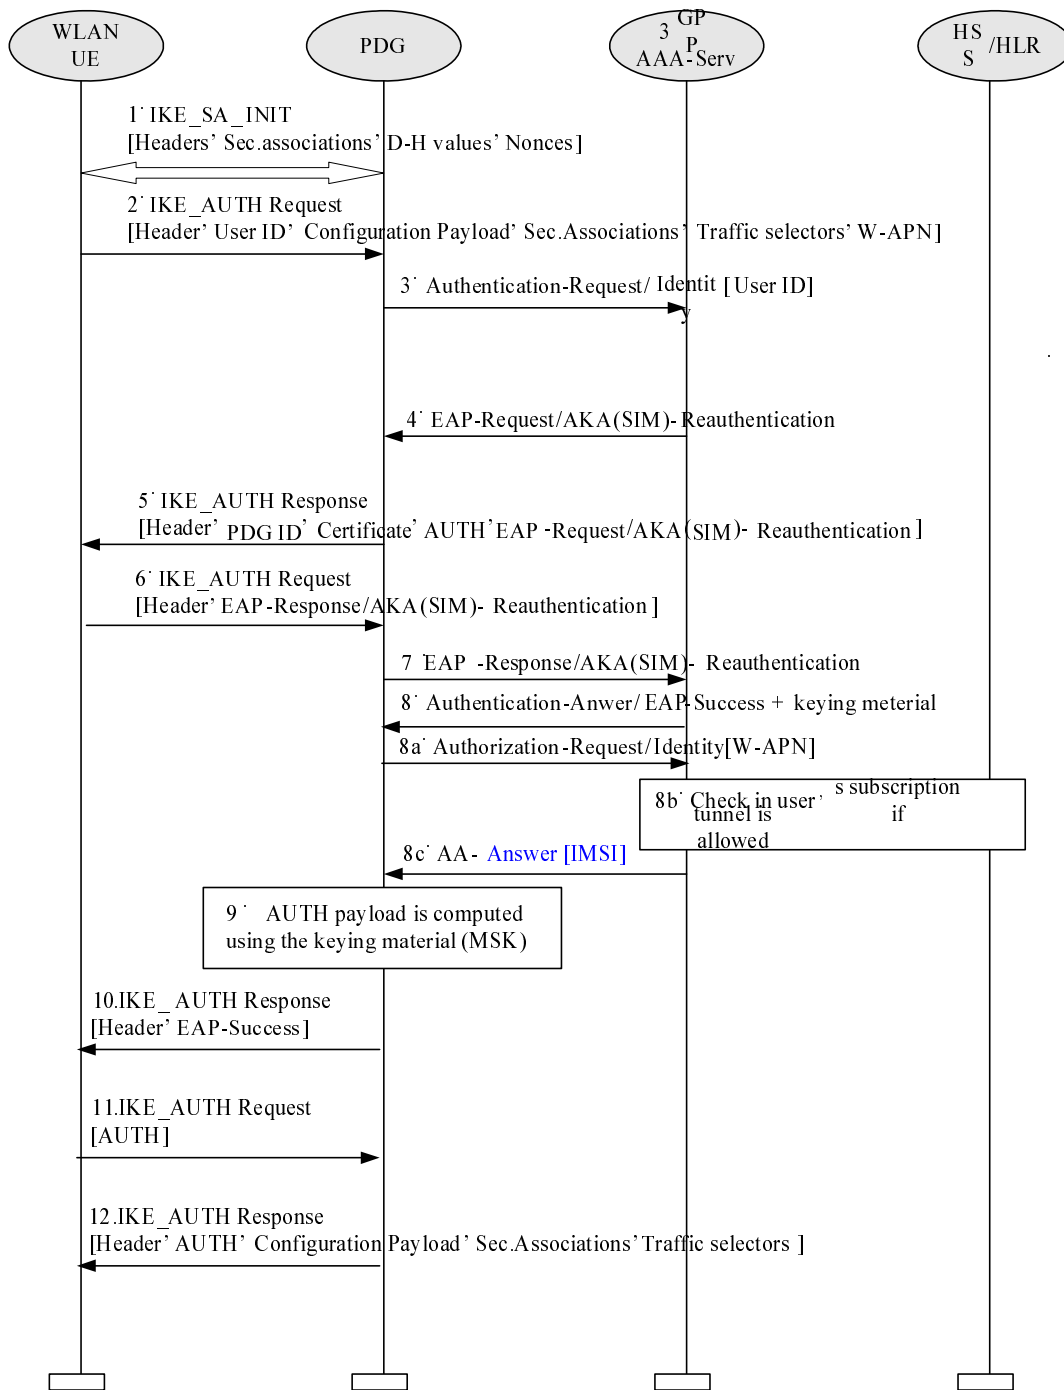 WLAN
UE
PDG
3 GPP
AAA-Serv
HSS /HLR
1˙ IKE_SA_INIT
[Headers’ Sec.associations’ D-H values’ Nonces]
2˙ IKE_AUTH Request
[Header’ User ID’ Configuration Payload’ Sec.Associations’ Traffic selectors’ W-APN]
3˙ Authentication-Request/ Identity [User ID]
4˙ EAP-Request/AKA(SIM)-Reauthentication
5˙ IKE_AUTH Response
[Header’ PDG ID’ Certificate’ AUTH’ EAP -Request/AKA(SIM)- Reauthentication ]
6˙ IKE_AUTH Request
[Header’ EAP-Response/AKA(SIM)- Reauthentication ]
7˙ EAP -Response/AKA(SIM)- Reauthentication
8˙ Authentication-Anwer/ EAP-Success + keying meterial
8a˙ Authorization-Request/Identity[W-APN]
8b˙ Check in user’ s subscription
tunnel is if
allowed
8c˙ AA- Answer [IMSI]
9˙ AUTH payload is computed
using the keying material (MSK)
10.IKE_ AUTH Response
[Header’ EAP-Success]
11.IKE_AUTH Request
[AUTH]
12.IKE_AUTH Response
[Header’ AUTH’ Configuration Payload’ Sec.Associations’ Traffic selectors ]